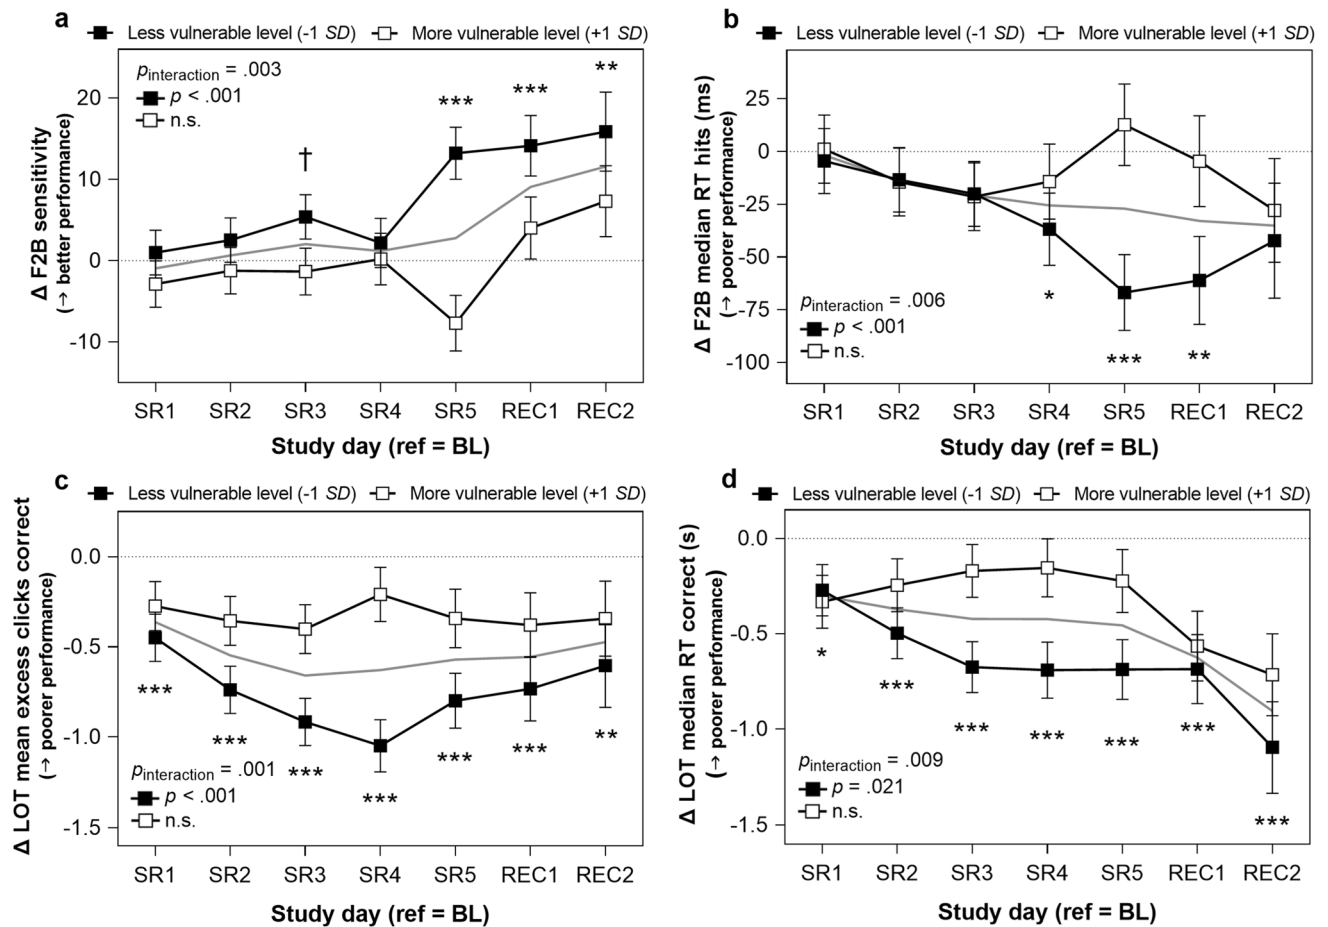 a
Less vulnerable level (-1 SD) More vulnerable level (+1 SD)
pinteraction = .003
p < .001
n.s.
†
***
***
**
20
10
0
-10
Δ F2B sensitivity
(→ better performance)
SR1 SR2 SR3 SR4 SR5 REC1 REC2
Study day (ref = BL)
b
Less vulnerable level (-1 SD) More vulnerable level (+1 SD)
25
0
-25
-50
-75
-100
Δ F2B median RT hits (ms)
(→ poorer performance)
pinteraction = .006
p < .001
n.s.
*
***
**
SR1 SR2 SR3 SR4 SR5 REC1 REC2
Study day (ref = BL)
c
Less vulnerable level (-1 SD) More vulnerable level (+1 SD)
0.0
-0.5
-1.0
-1.5
Δ LOT mean excess clicks correct
(→ poorer performance)
***
***
***
***
***
***
**
pinteraction = .001
p < .001
n.s.
SR1 SR2 SR3 SR4 SR5 REC1 REC2
Study day (ref = BL)
d
Less vulnerable level (-1 SD) More vulnerable level (+1 SD)
0.0
-0.5
-1.0
-1.5
Δ LOT median RT correct (s)
(→ poorer performance)
*
***
***
***
***
***
***
pinteraction = .009
p = .021
n.s.
SR1 SR2 SR3 SR4 SR5 REC1 REC2
Study day (ref = BL)